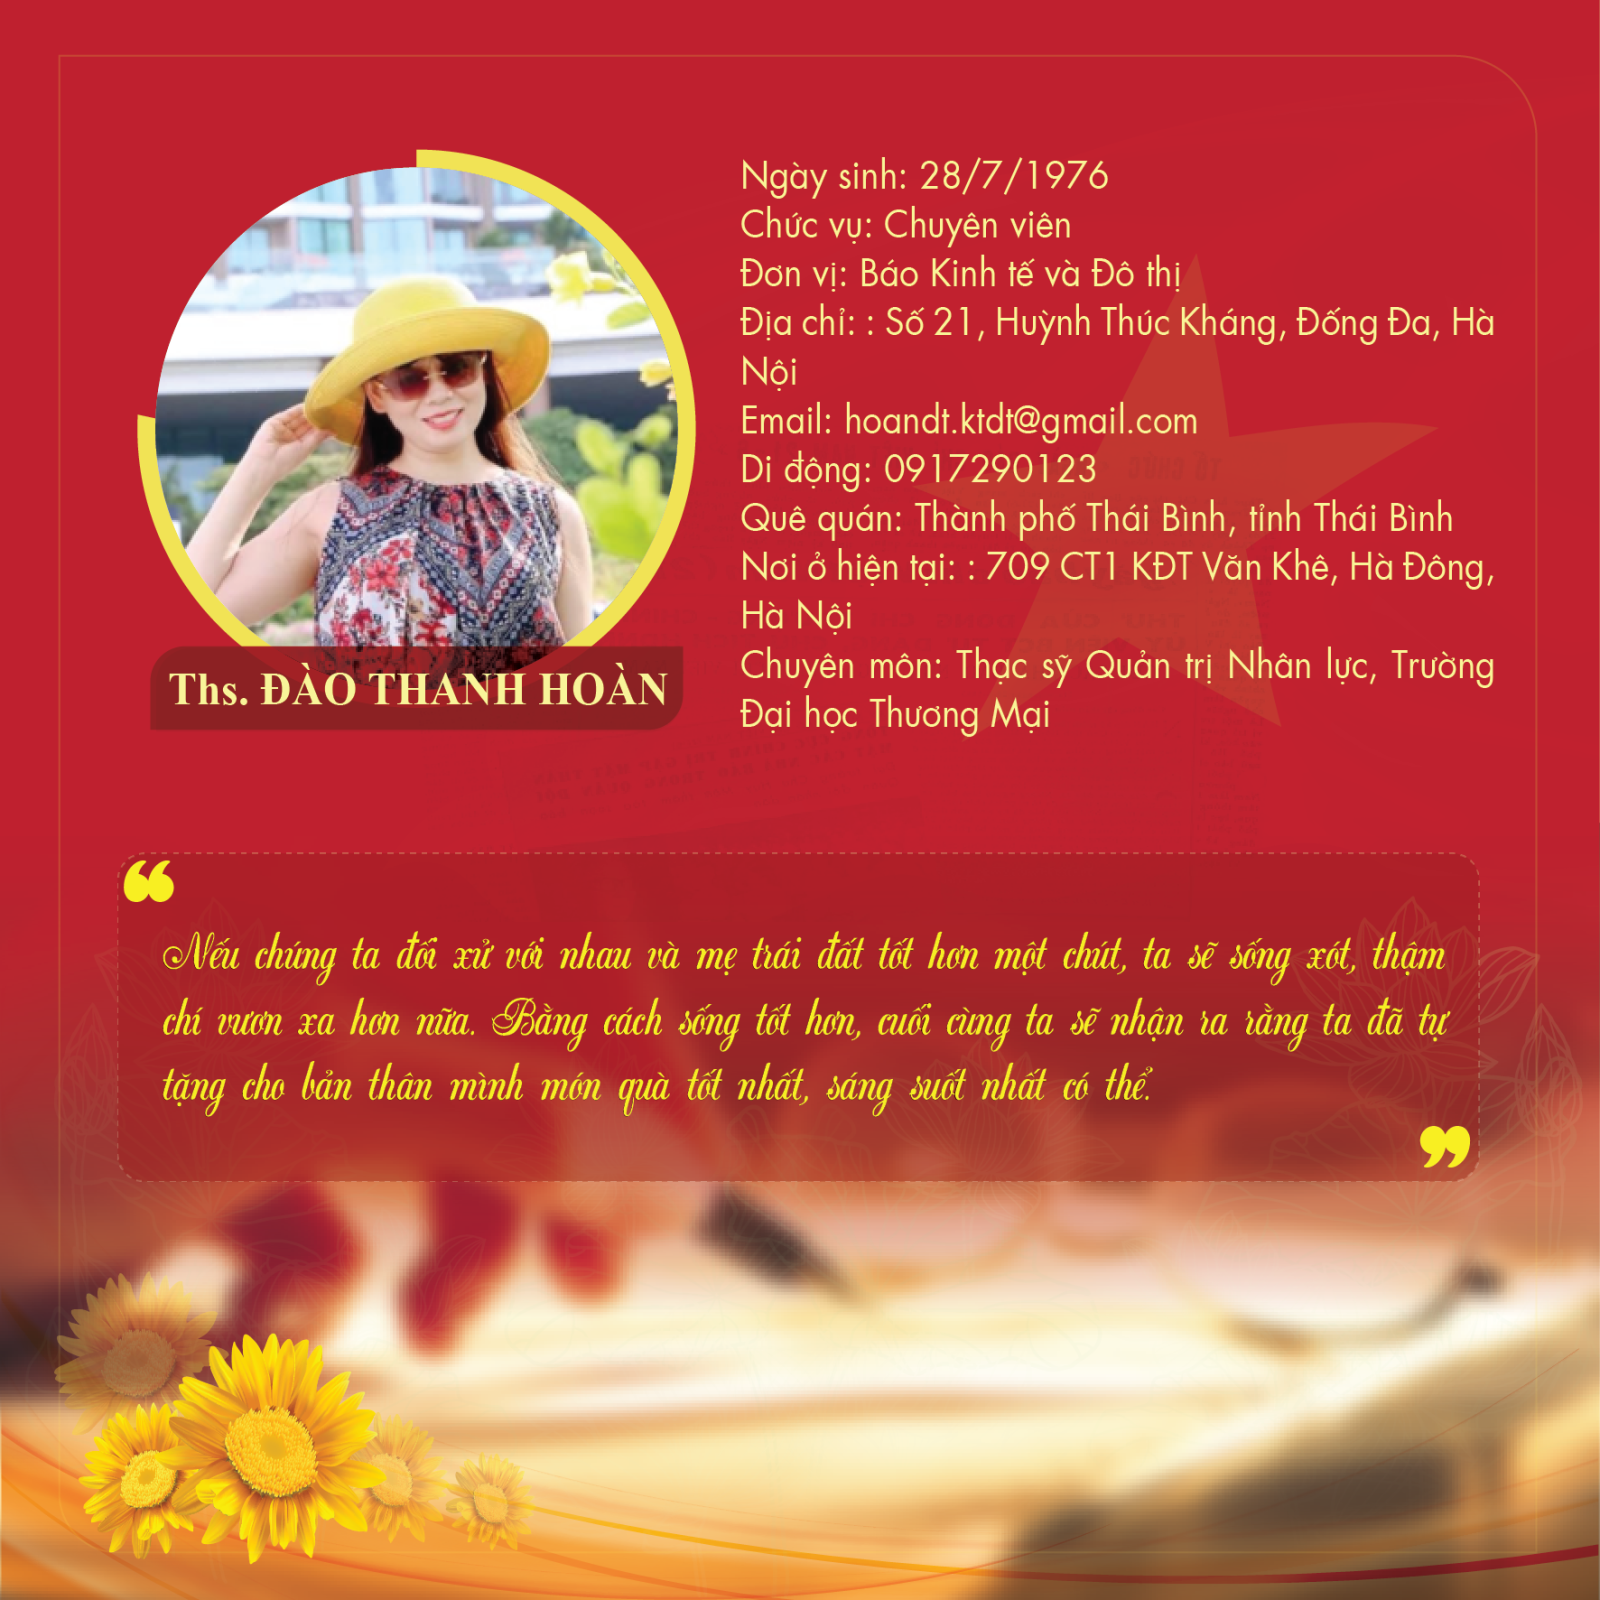 Ngày sinh: 28/7/1976
Chức vụ: Chuyên viên
Đơn vị: Báo Kinh tế và Đô thị
Địa chỉ: : Số 21, Huỳnh Thúc Kháng, Đống Đa, Hà
Nội
Email: hoandt.ktdt@gmail.com
Di động: 0917290123
Quê quán: Thành phố Thái Bình, tỉnh Thái Bình
Nơi ở hiện tại: : 709 CT1 KĐT Văn Khê, Hà Đông,
Hà Nội
Chuyên môn: Thạc sỹ Quản trị Nhân lực, Trường
Đại học Thương Mại
Ths. ĐÀO THANH HOÀN
“
Nếu chúng ta đối xử với nhau và mẹ trái đất tốt hơn một chút, ta sẽ sống xót, thậm
chí vươn xa hơn nữa. Bằng cách sống tốt hơn, cuối cùng ta sẽ nhận ra rằng ta đã tự
tặng cho bản thân mình món quà tốt nhất, sáng suốt nhất có thể.
”